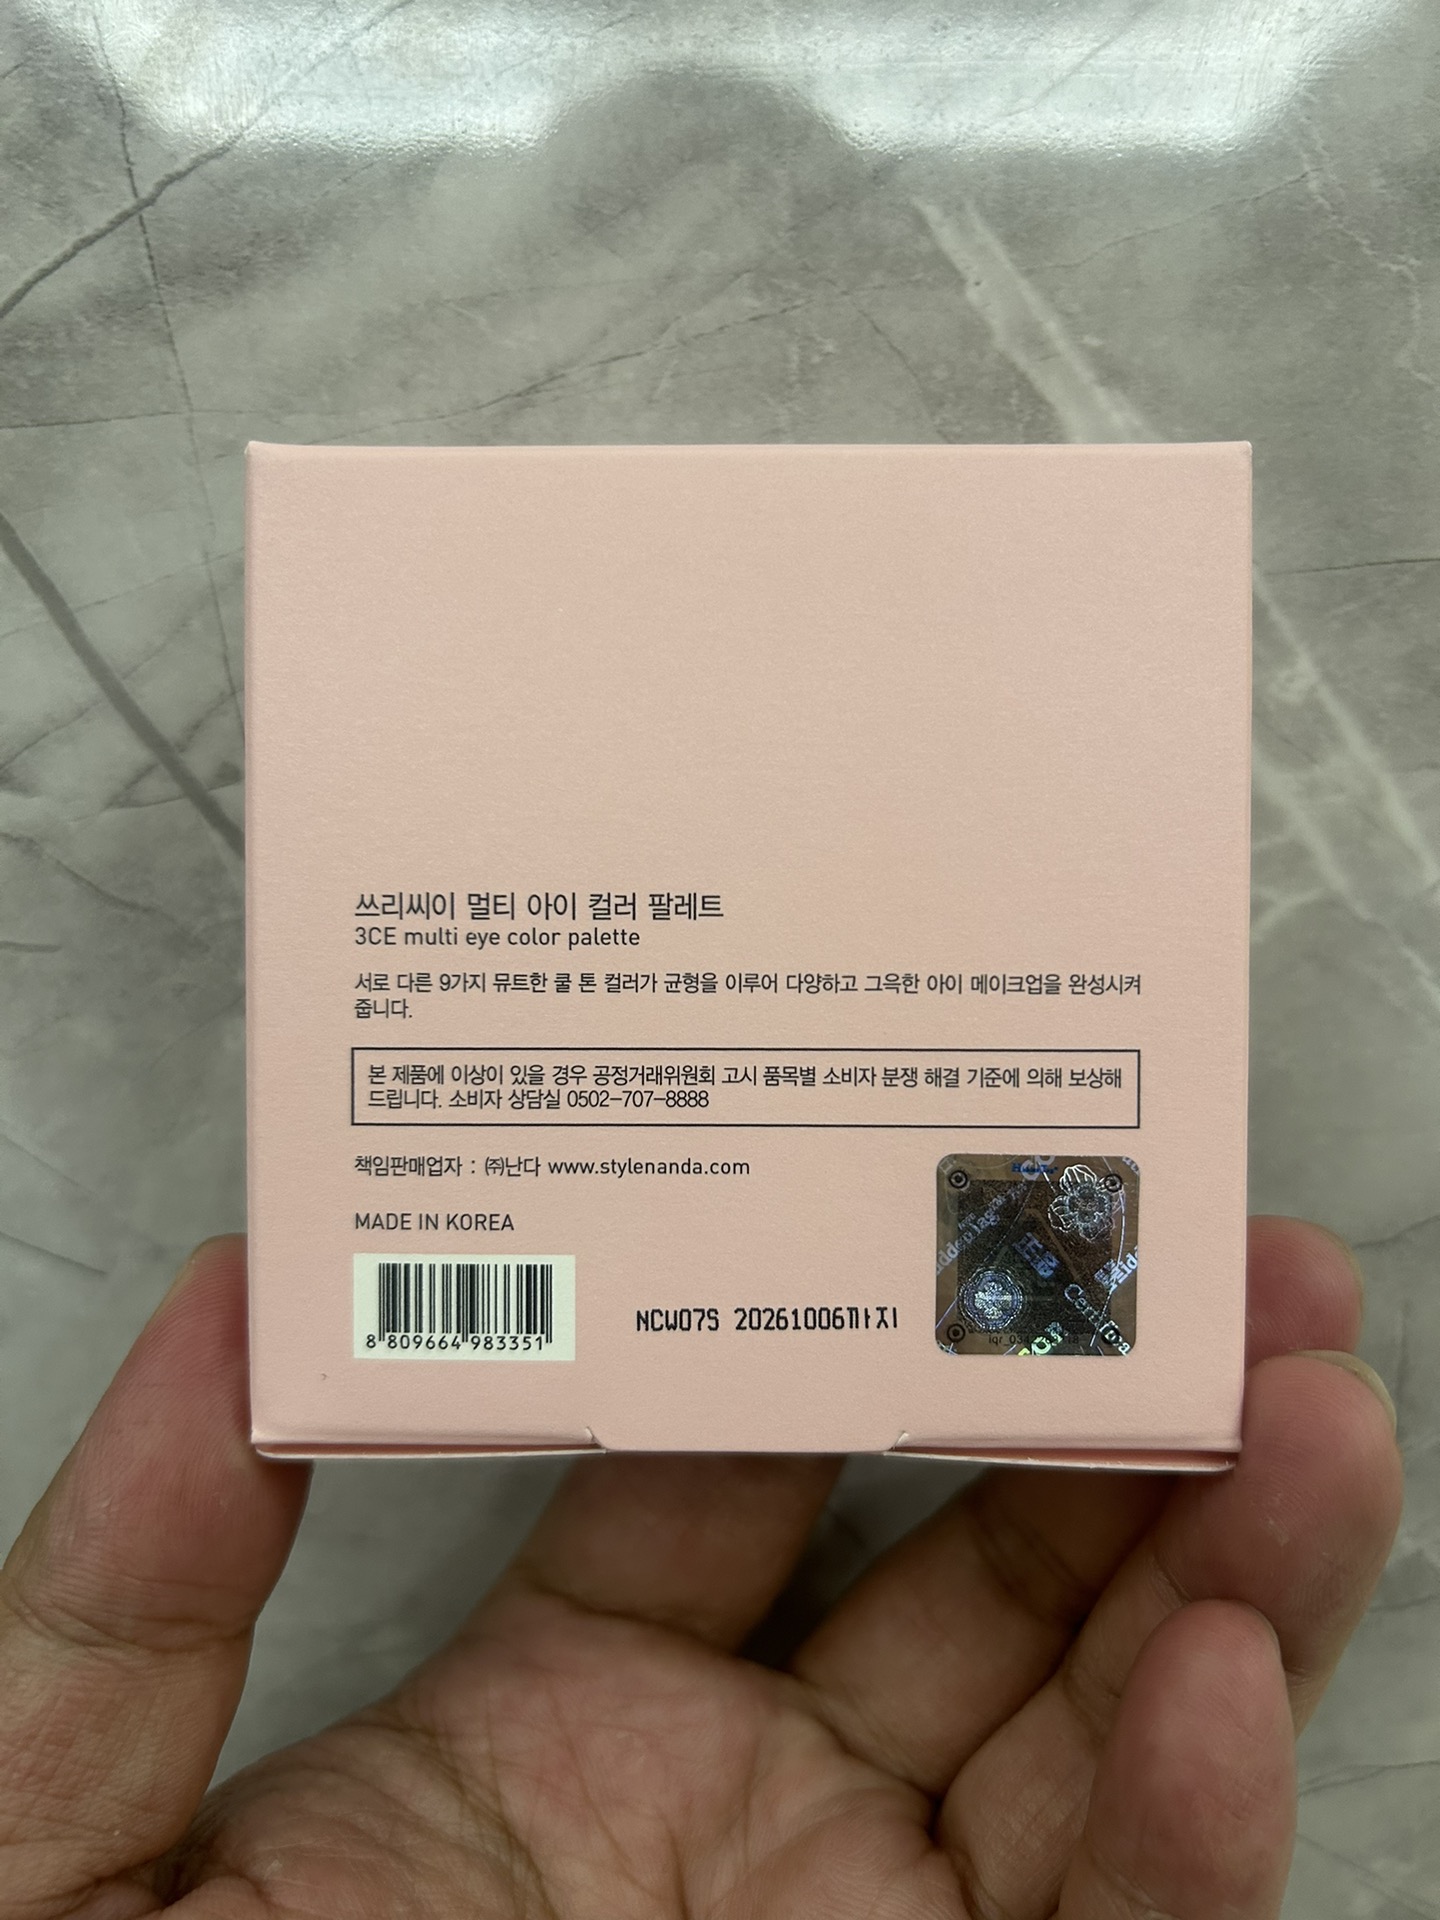 쓰리씨이 멀티 아이 컬러 팔레트
3CE multi eye color palette
서로 다른 9가지 뮤트한 쿨 톤 컬러가 균형을 이루어 다양하고 그윽한 아이 메이크업을 완성시켜
줍니다.
본 제품에 이상이 있을 경우 공정거래위원회 고시 품목별 소비자 분쟁 해결 기준에 의해 보상해
드립니다. 소비자 상담실 0502-707-8888
책임판매업자 : ㈜난다 www.stylenanda.com
MADE IN KOREA
8 809664 983351
NCW07S 20261006까지
正品